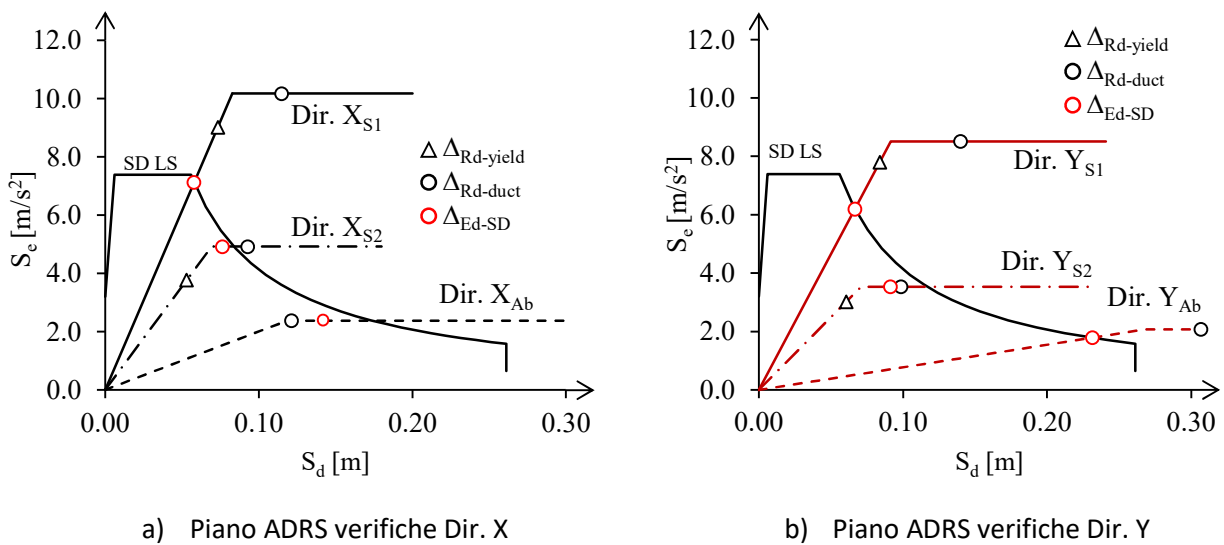 12.0
10.0
8.0
6.0
4.0
2.0
0.0
S_e [m/s²]
SD LS
Dir. X_S1
Dir. X_S2
Dir. X_Ab
Δ_Rd-yield
Δ_Rd-duct
Δ_Ed-SD
0.00 0.10 0.20 0.30
S_d [m]
a) Piano ADRS verifiche Dir. X
12.0
10.0
8.0
6.0
4.0
2.0
0.0
S_e [m/s²]
SD LS
Δ_Rd-yield
Δ_Rd-duct
Δ_Ed-SD
Dir. Y_S1
Dir. Y_S2
Dir. Y_Ab
0.00 0.10 0.20 0.30
S_d [m]
b) Piano ADRS verifiche Dir. Y